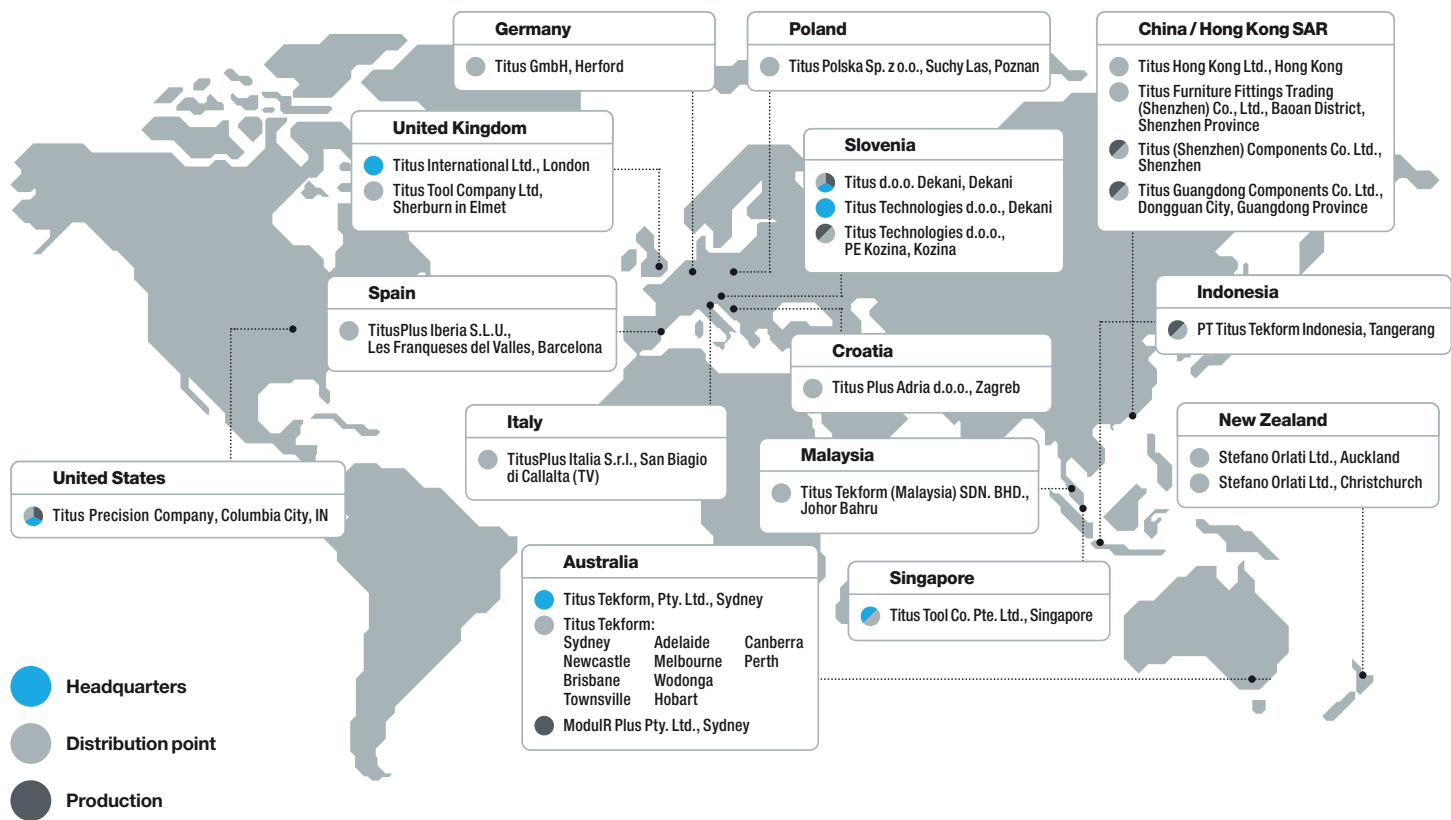 Germany
Titus GmbH, Herford
Poland
Titus Polska Sp. z o.o., Suchy Las, Poznan
China / Hong Kong SAR
Titus Hong Kong Ltd., Hong Kong
Titus Furniture Fittings Trading
(Shenzhen) Co., Ltd., Baoan District,
Shenzhen Province
Titus (Shenzhen) Components Co. Ltd.,
Shenzhen
Titus Guangdong Components Co. Ltd.,
Dongguan City, Guangdong Province
United Kingdom
Titus International Ltd., London
Titus Tool Company Ltd,
Sherburn in Elmet
Slovenia
Titus d.o.o. Dekani, Dekani
Titus Technologies d.o.o., Dekani
Titus Technologies d.o.o.,
PE Kozina, Kozina
Spain
TitusPlus Iberia S.L.U.,
Les Franqueses del Valles, Barcelona
Indonesia
PT Titus Tekform Indonesia, Tangerang
Croatia
Titus Plus Adria d.o.o., Zagreb
Italy
TitusPlus Italia S.r.l., San Biagio
di Callalta (TV)
New Zealand
Stefano Orlati Ltd., Auckland
Stefano Orlati Ltd., Christchurch
Malaysia
Titus Tekform (Malaysia) SDN. BHD.,
Johor Bahru
United States
Titus Precision Company, Columbia City, IN
Australia
Titus Tekform, Pty. Ltd., Sydney
Titus Tekform:
Sydney Adelaide Canberra
Newcastle Melbourne Perth
Brisbane Wodonga
Townsville Hobart
ModulR Plus Pty. Ltd., Sydney
Singapore
Titus Tool Co. Pte. Ltd., Singapore
Headquarters
Distribution point
Production